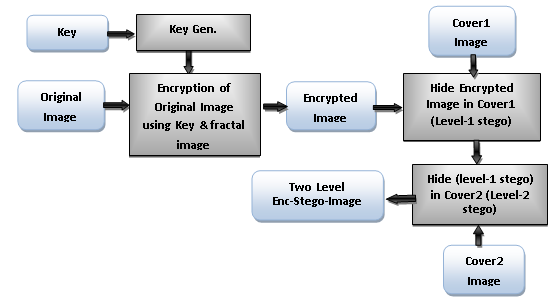 Key
Key Gen.
Cover1
Image
Original
Image
Encryption of
Original Image
using Key & fractal
image
Encrypted
Image
Hide Encrypted
Image in Cover1
(Level-1 stego)
Two Level
Enc-Stego-Image
Hide (level-1 stego)
in Cover2 (Level-2
stego)
Cover2
Image